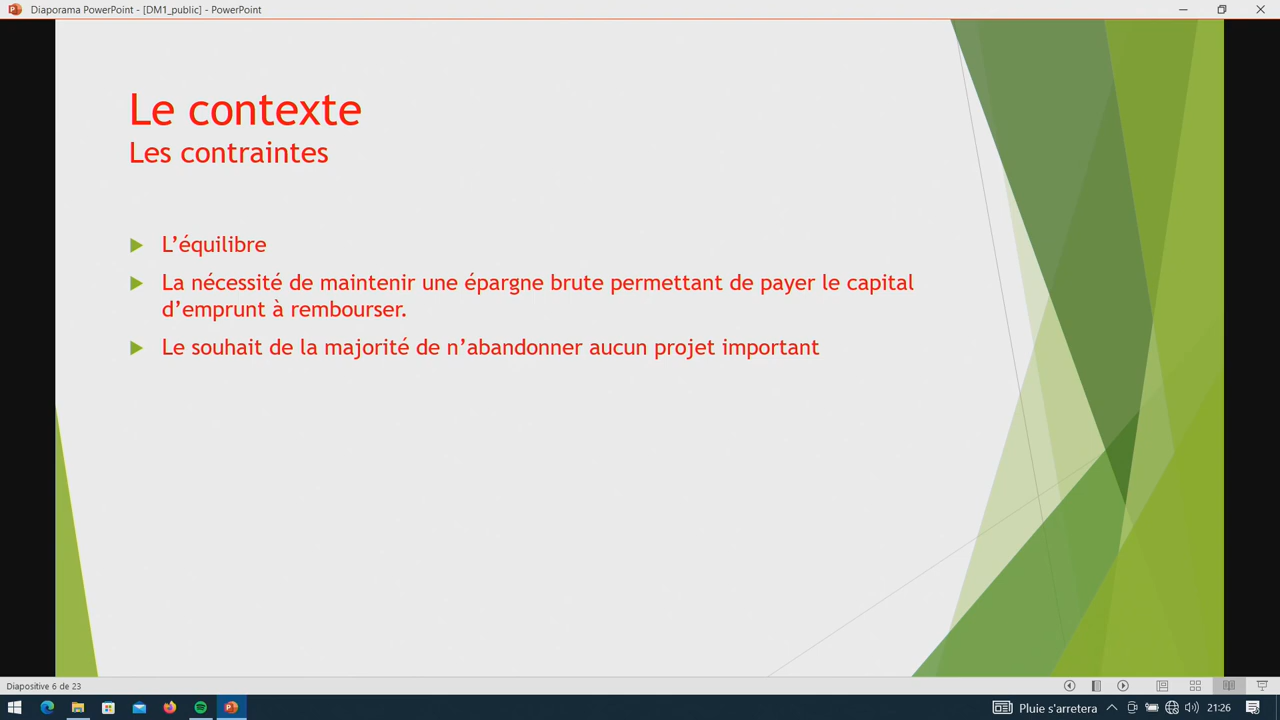 Diaporama PowerPoint - [DM1_public] - PowerPoint
Le contexte
Les contraintes
L’équilibre
La nécessité de maintenir une épargne brute permettant de payer le capital
d’emprunt à rembourser.
Le souhait de la majorité de n’abandonner aucun projet important
Diapositive 6 de 23
Pluie s'arretera
21:26